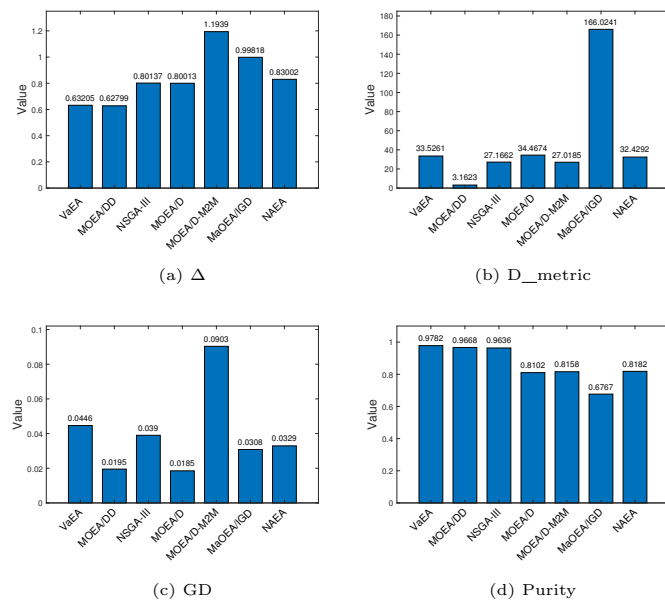 Value
1.2
1
0.8
0.6
0.4
0.2
0
0.63205
0.62799
0.80137
0.80013
1.1939
0.99818
0.83002
VaEA
MOEA/DD
NSGA-III
MOEA/D
MOEA/D-M2M
MaOEA/IGD
NAEA
(a) Δ
Value
180
160
140
120
100
80
60
40
20
0
33.5261
3.1623
27.1662
34.4674
27.0185
166.0241
32.4292
VaEA
MOEA/DD
NSGA-III
MOEA/D
MOEA/D-M2M
MaOEA/IGD
NAEA
(b) D__metric
Value
0.1
0.08
0.06
0.04
0.02
0
0.0446
0.0195
0.039
0.0185
0.0903
0.0308
0.0329
VaEA
MOEA/DD
NSGA-III
MOEA/D
MOEA/D-M2M
MaOEA/IGD
NAEA
(c) GD
Value
1
0.8
0.6
0.4
0.2
0
0.9782
0.9668
0.9636
0.8102
0.8158
0.6767
0.8182
VaEA
MOEA/DD
NSGA-III
MOEA/D
MOEA/D-M2M
MaOEA/IGD
NAEA
(d) Purity